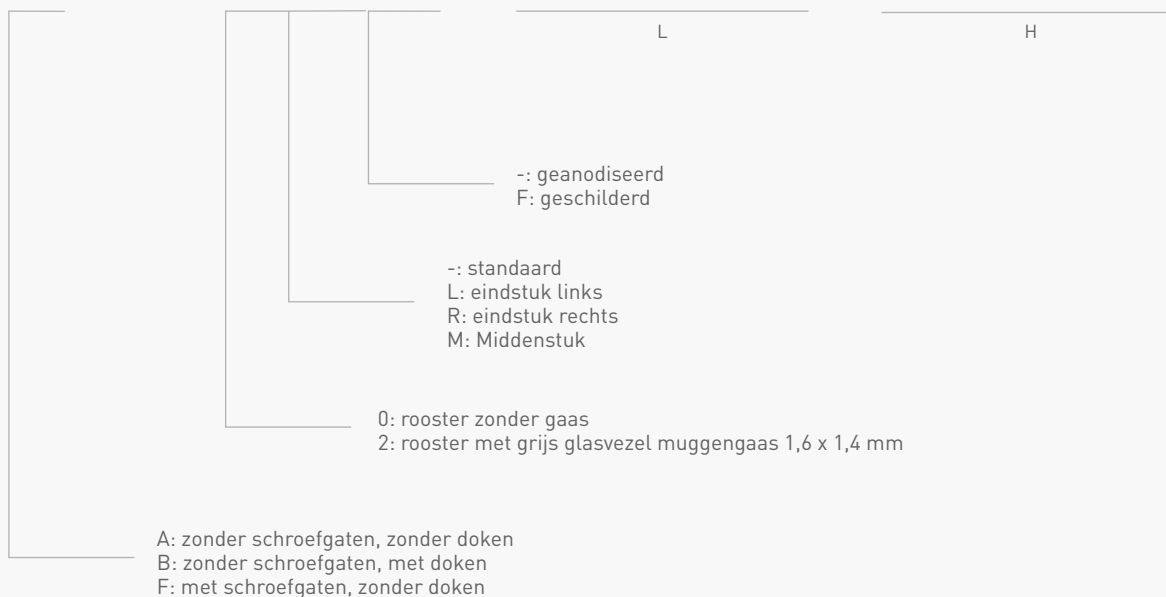 L H
-: geanodiseerd
F: geschilderd
-: standaard
L: eindstuk links
R: eindstuk rechts
M: Middenstuk
0: rooster zonder gaas
2: rooster met grijs glasvezel muggengaas 1,6 x 1,4 mm
A: zonder schroefgaten, zonder doken
B: zonder schroefgaten, met doken
F: met schroefgaten, zonder doken